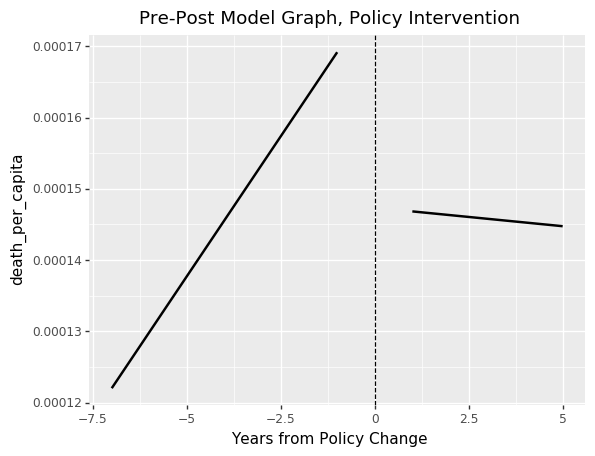 Pre-Post Model Graph, Policy Intervention
0.00017
0.00016
0.00015
0.00014
0.00013
0.00012
death_per_capita
−7.5 −5 −2.5 0 2.5 5
Years from Policy Change